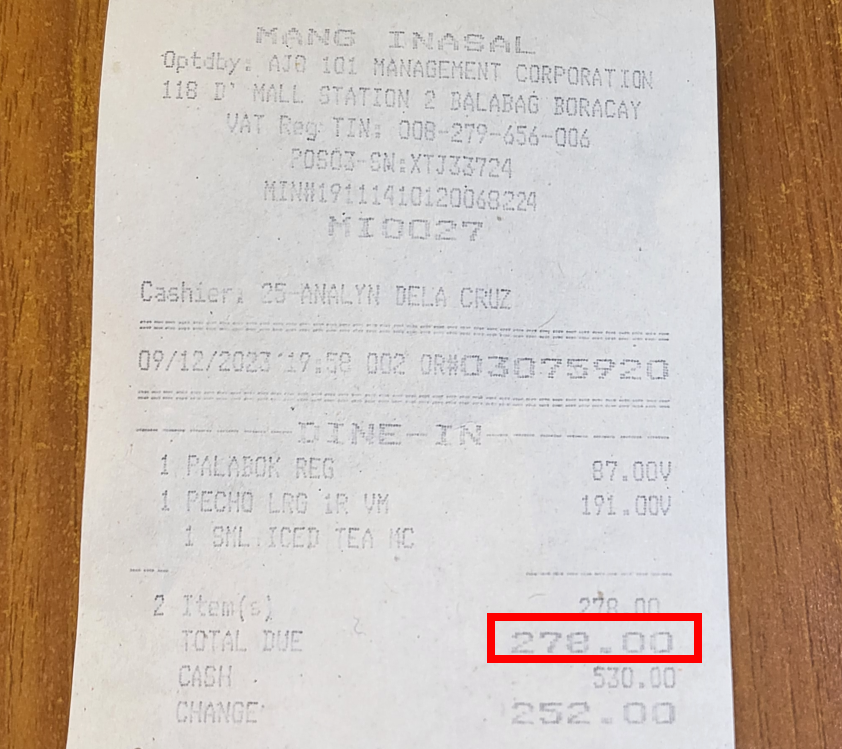 MANG INASAL
Optdby: AJ8 101 MANAGEMENT CORPORATION
118 D' MALL STATION 2 BALABAG BORACAY
VAT Reg TIN: 008-279-656-006
POS03-SN:XTJ33724
MIN#19111410120068224
MI0027
Cashier: 25-ANALYN DELA CRUZ
09/12/2023 19:58 002 OR#03075920
DINE-IN
1 PALABOK REG 87.00V
1 PECHO LRG 1R VM 191.00V
1 SML ICED TEA MC
2 Item(s) 278.00
TOTAL DUE 278.00
CASH 530.00
CHANGE 252.00